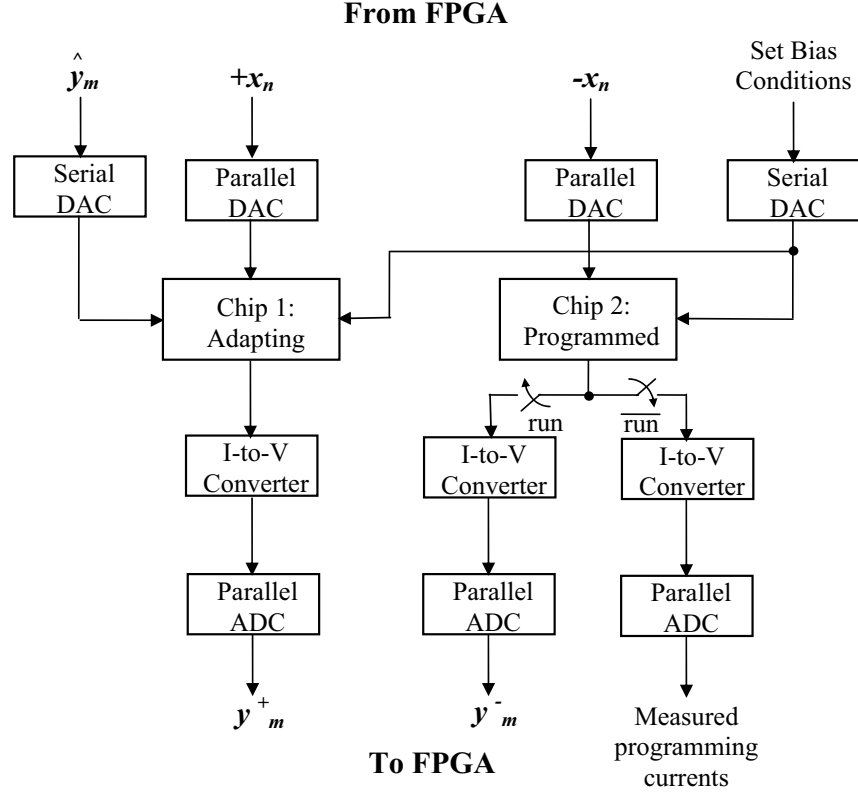 From FPGA
ŷₘ
+xₙ
-xₙ
Set Bias
Conditions
Serial
DAC
Parallel
DAC
Parallel
DAC
Serial
DAC
Chip 1:
Adapting
Chip 2:
Programmed
run
run
I-to-V
Converter
I-to-V
Converter
I-to-V
Converter
Parallel
ADC
Parallel
ADC
Parallel
ADC
y⁺ₘ
y⁻ₘ
Measured
programming
currents
To FPGA